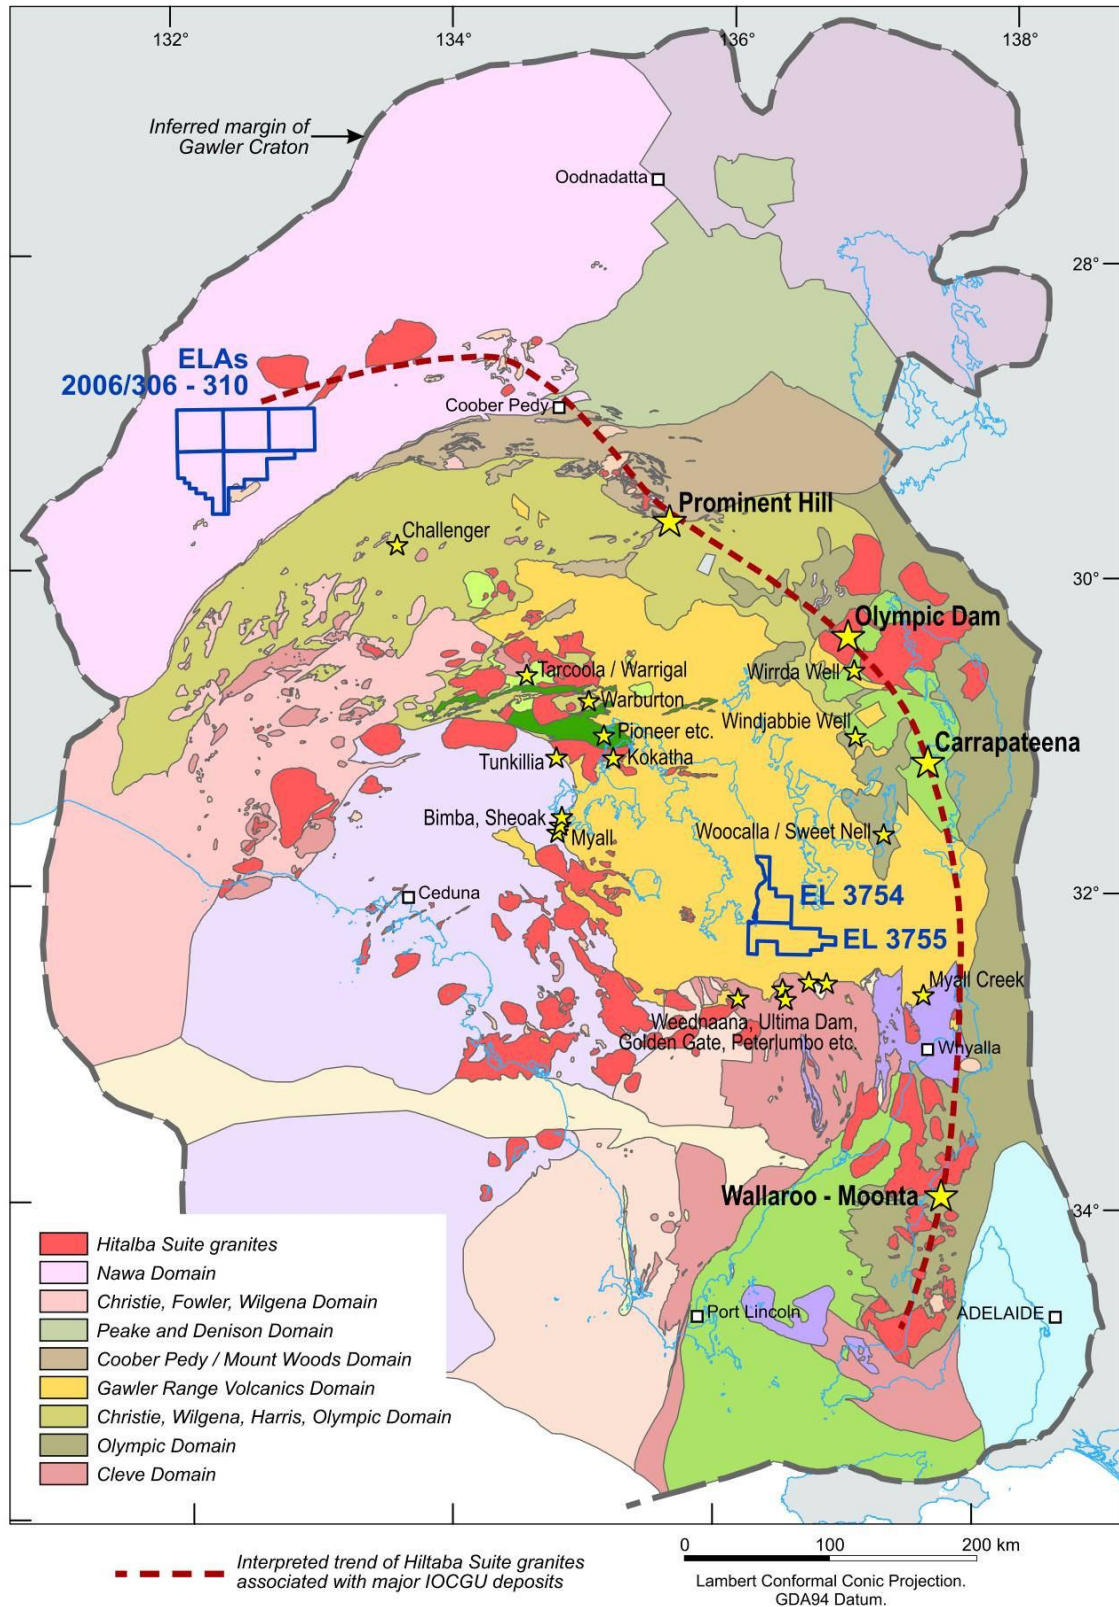 132°
134°
136°
138°
Inferred margin of
Gawler Craton
Oodnadatta
28°
ELAs
2006/306 - 310
Coober Pedy
Prominent Hill
Challenger
30°
Olympic Dam
Tarcoola / Warrigal
Wirrda Well
Warburton
Windjabbie Well
Pioneer etc.
Carrapateena
Tunkillia
Kokatha
Bimba, Sheoak
Myall
Woocalla / Sweet Nell
Ceduna
32°
EL 3754
EL 3755
Myall Creek
Weednaana, Ultima Dam,
Golden Gate, Peterlumbo etc.
Whyalla
Wallaroo - Moonta
34°
Port Lincoln
ADELAIDE
Hitalba Suite granites
Nawa Domain
Christie, Fowler, Wilgena Domain
Peake and Denison Domain
Coober Pedy / Mount Woods Domain
Gawler Range Volcanics Domain
Christie, Wilgena, Harris, Olympic Domain
Olympic Domain
Cleve Domain
Interpreted trend of Hiltaba Suite granites
associated with major IOCGU deposits
0 100 200 km
Lambert Conformal Conic Projection.
GDA94 Datum.